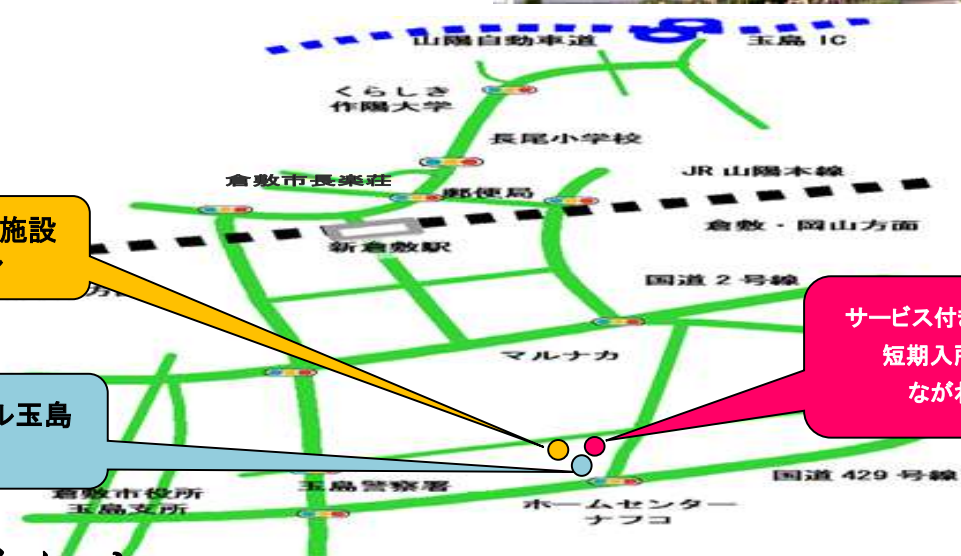 山陽自動車道
玉島 IC
くらしき
作陽大学
長尾小学校
倉敷市長楽荘
郵便局
JR 山陽本線
施設
新倉敷駅
倉敷・岡山方面
国道 2 号線
サービス付き
短期入所
ながれ
マルナカ
ル玉島
倉敷市役所
玉島支所
玉島警察署
ホームセンター
ナフコ
国道 429 号線